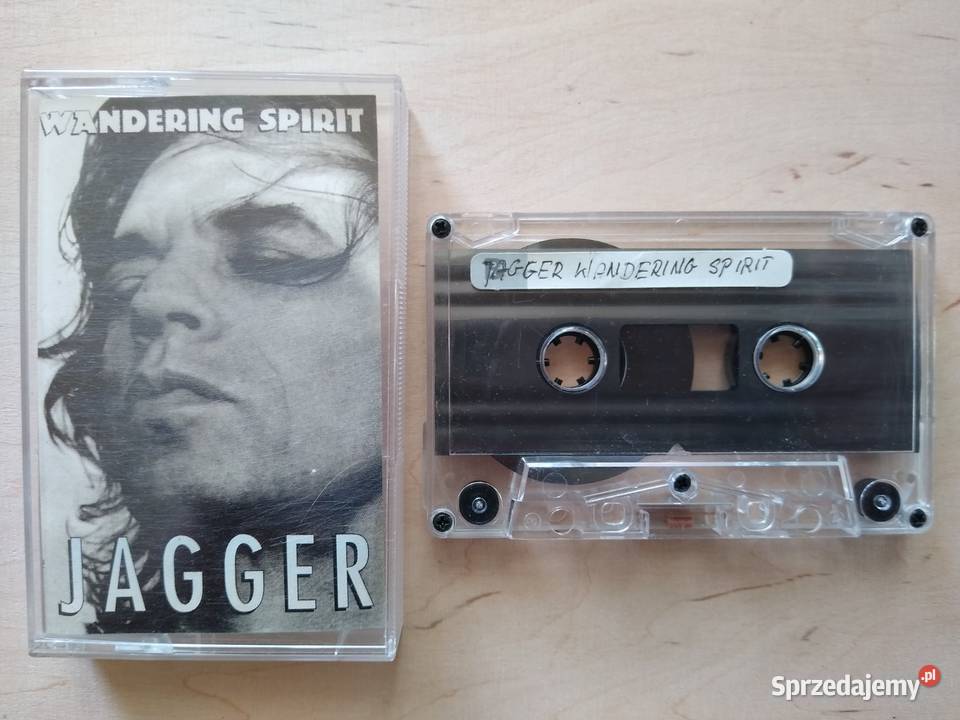 WANDERING SPIRIT
JAGGER
JAGGER WANDERING SPIRIT
Sprzedajemy.pl